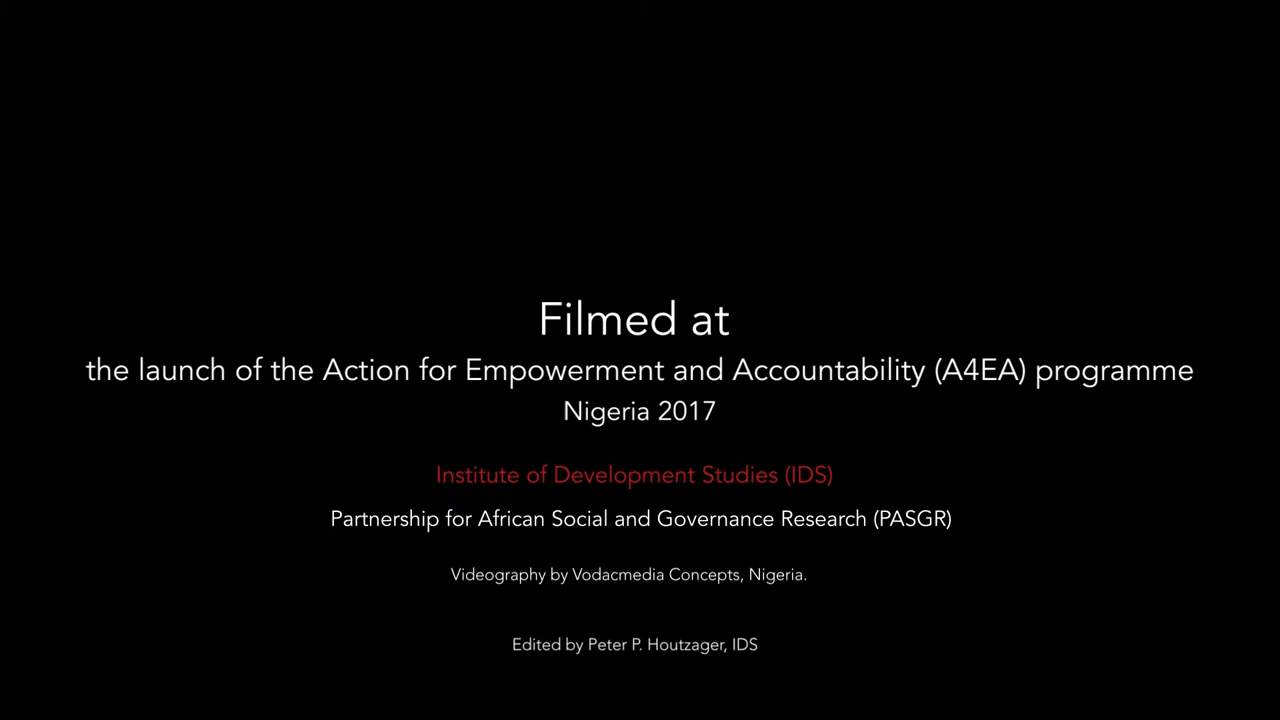 Filmed at
the launch of the Action for Empowerment and Accountability (A4EA) programme
Nigeria 2017
Institute of Development Studies (IDS)
Partnership for African Social and Governance Research (PASGR)
Videography by Vodacmedia Concepts, Nigeria.
Edited by Peter P. Houtzager, IDS